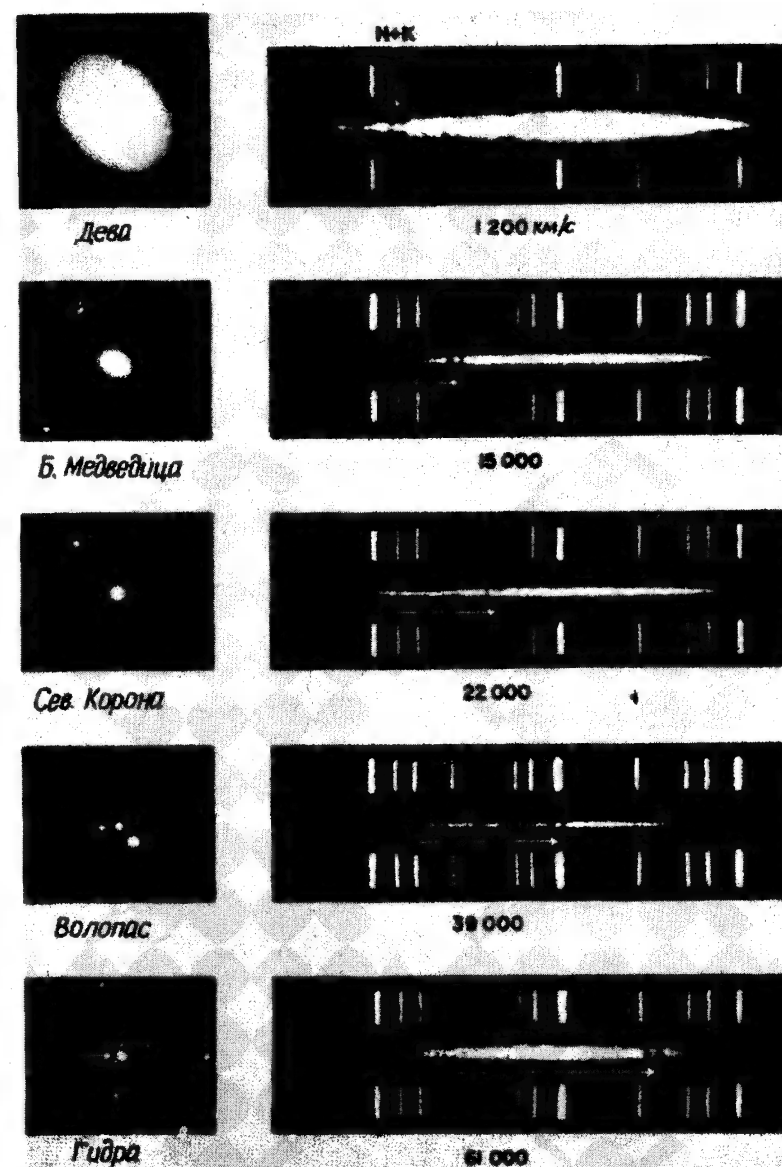 H+K
Дева
1 200 км/с
Б. Медведица
15 000
Сев. Корона
22 000
Волопас
39 000
Гидра
61 000